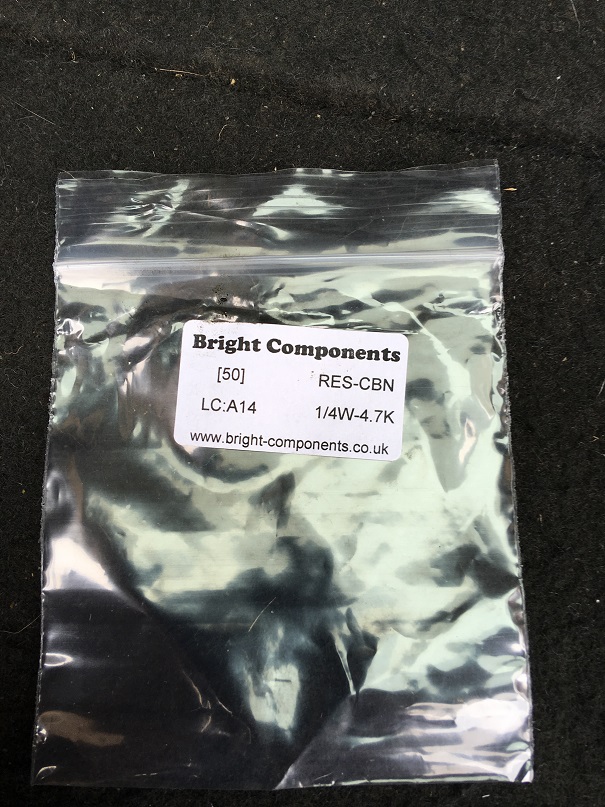 Bright Components
[50] RES-CBN
LC:A14 1/4W-4.7K
www.bright-components.co.uk